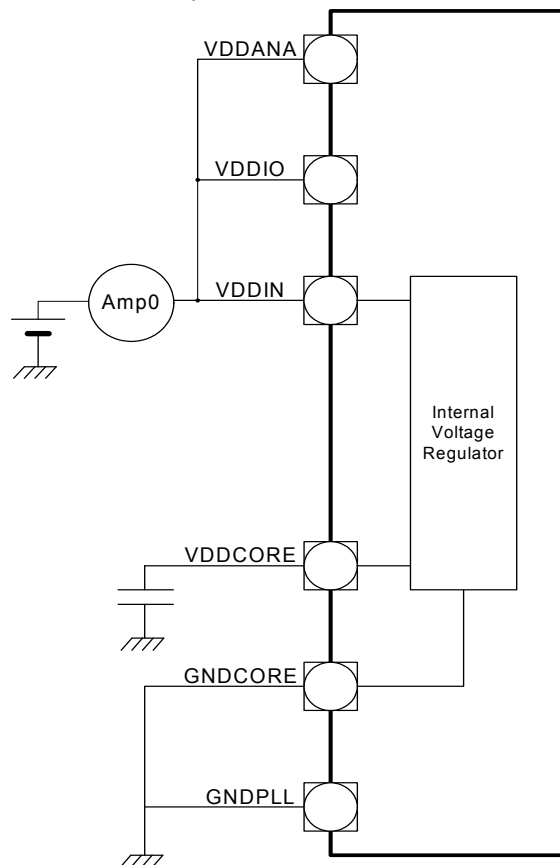 VDDANA
VDDIO
VDDIN
Amp0
Internal
Voltage
Regulator
VDDCORE
GNDCORE
GNDPLL